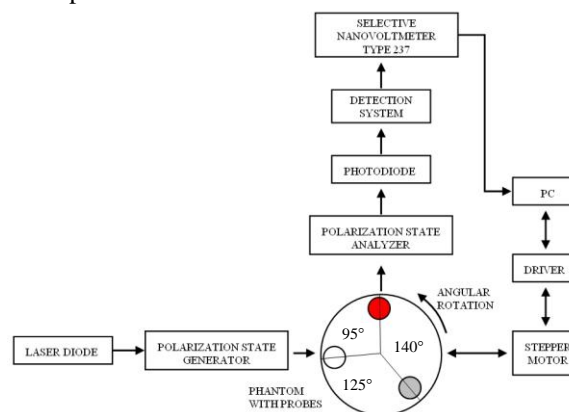 SELECTIVE
NANOVOLTMETER
TYPE 237
DETECTION
SYSTEM
PHOTODIODE
PC
POLARIZATION STATE
ANALYZER
DRIVER
ANGULAR
ROTATION
95°
140°
125°
LASER DIODE
POLARIZATION STATE
GENERATOR
STEPPER
MOTOR
PHANTOM
WITH PROBES